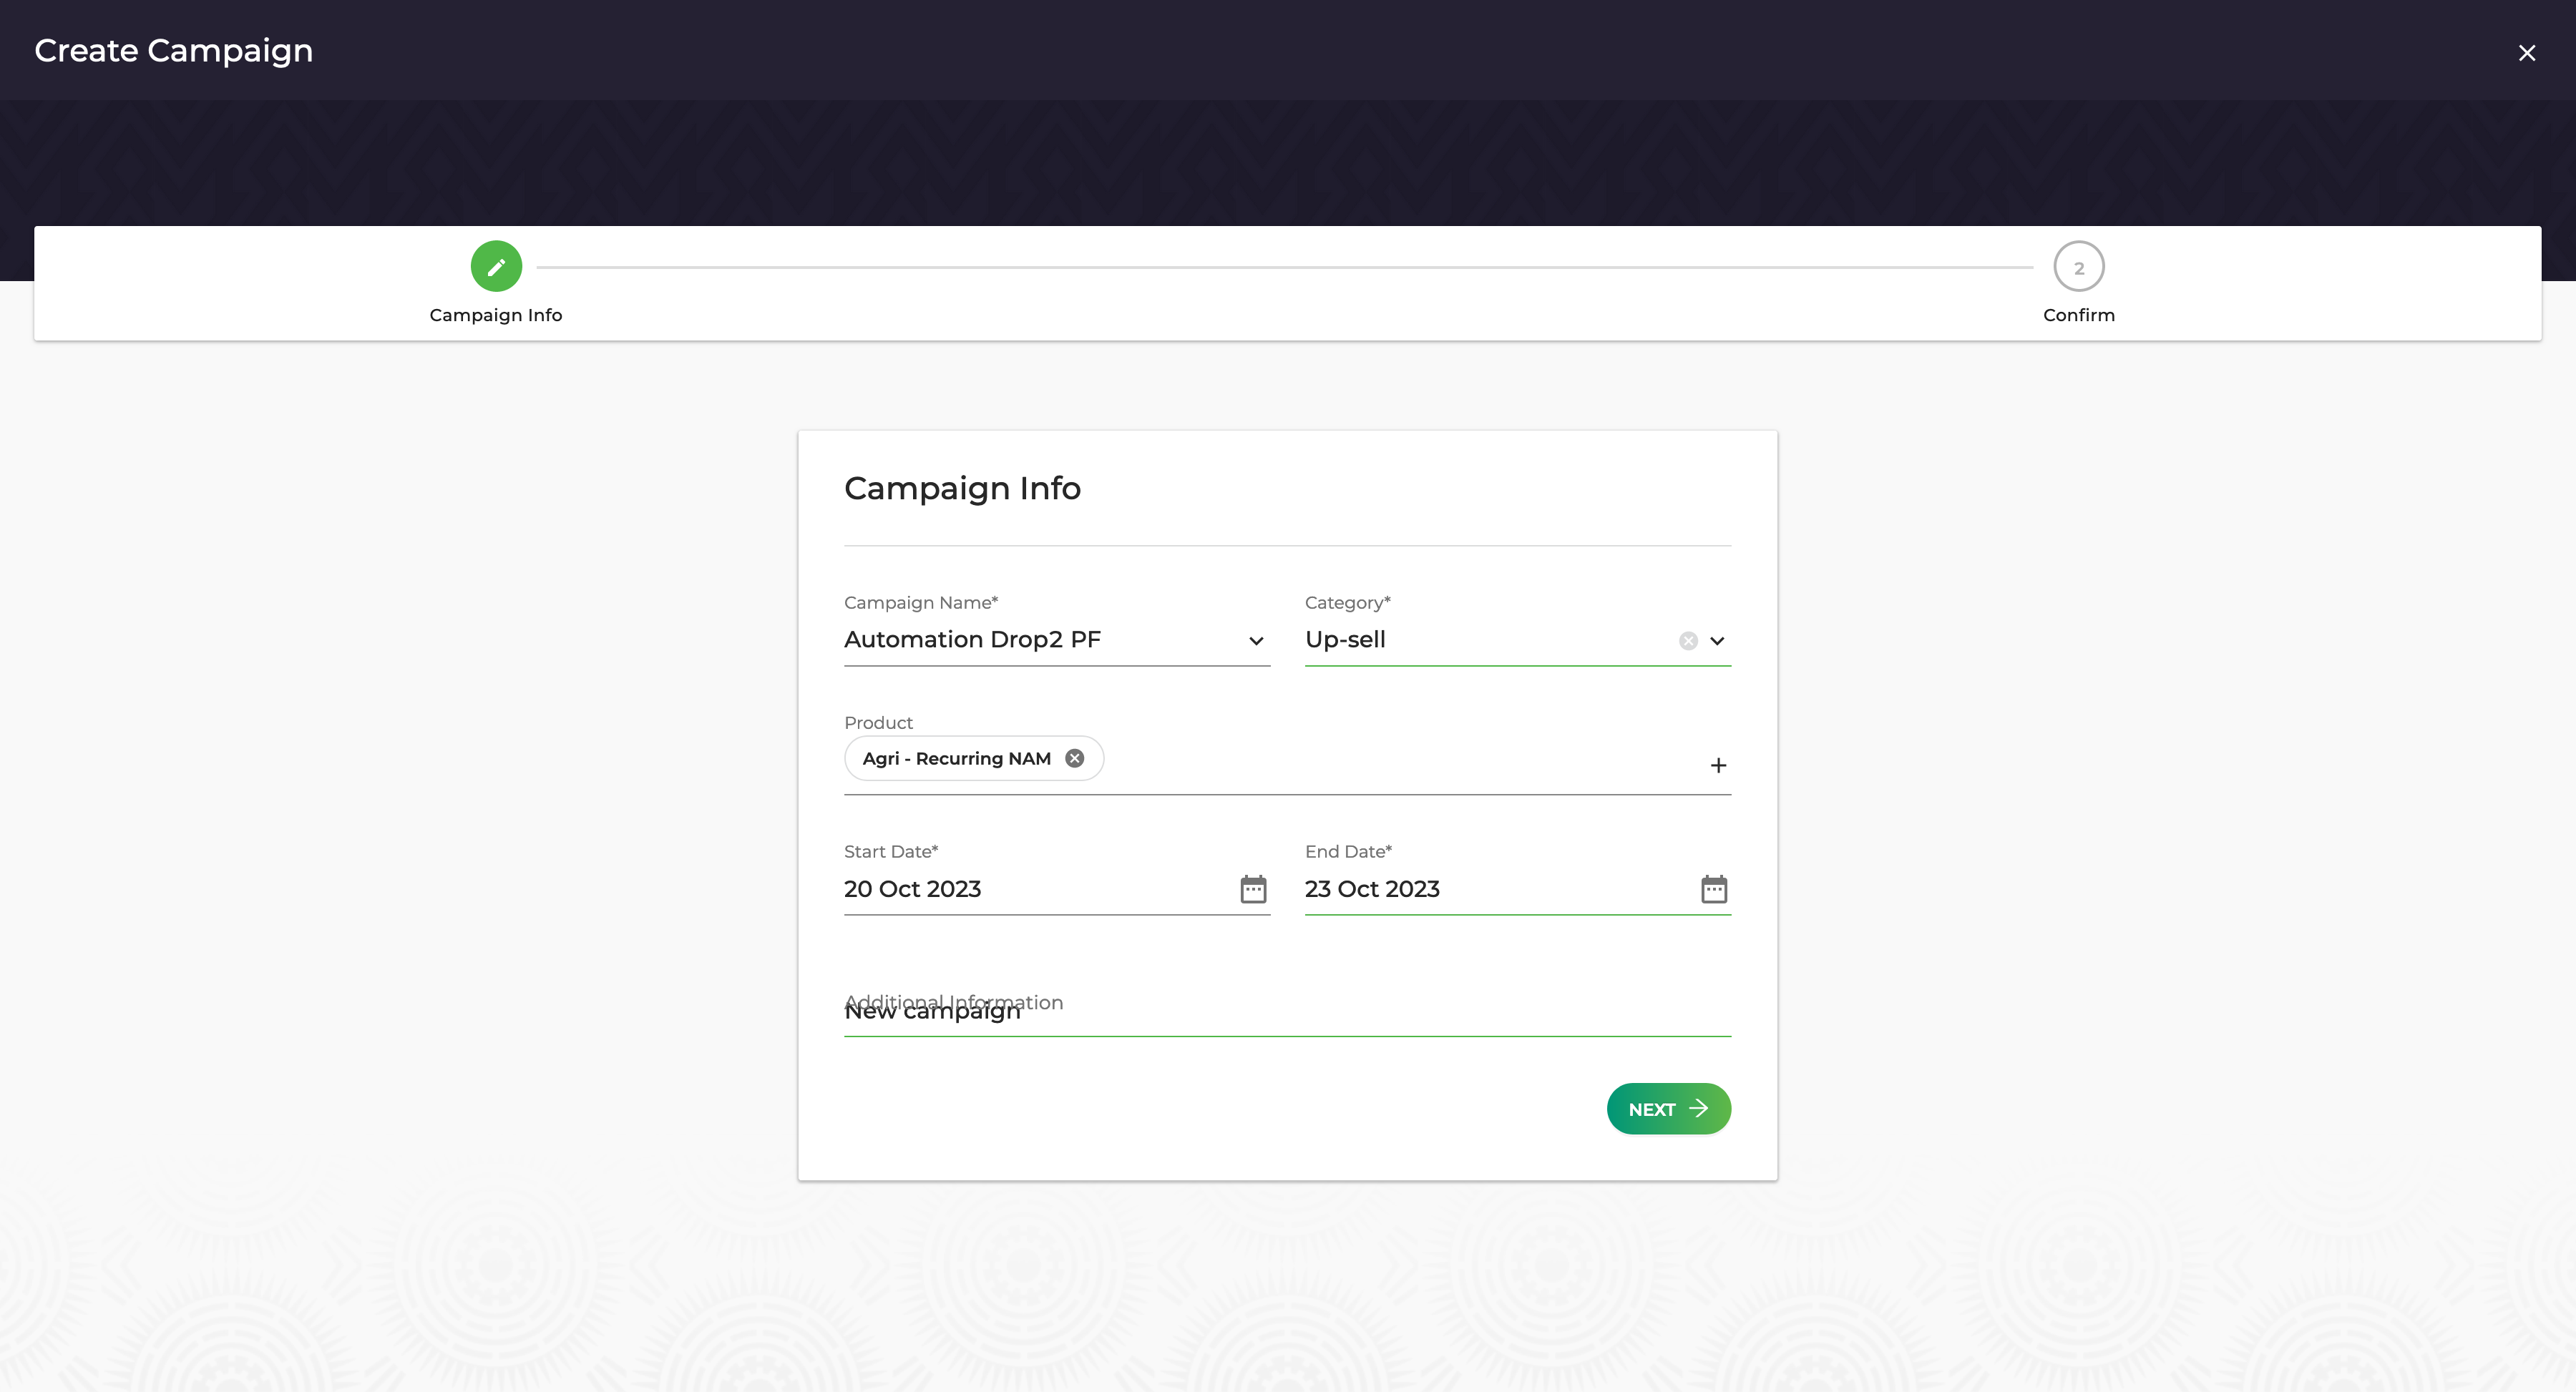 Create Campaign
Campaign Info
2
Confirm
Campaign Info
Campaign Name*
Category*
Automation Drop2 PF
Up-sell
Product
Agri - Recurring NAM
Start Date*
End Date*
20 Oct 2023
23 Oct 2023
Additional Information
New campaign
NEXT